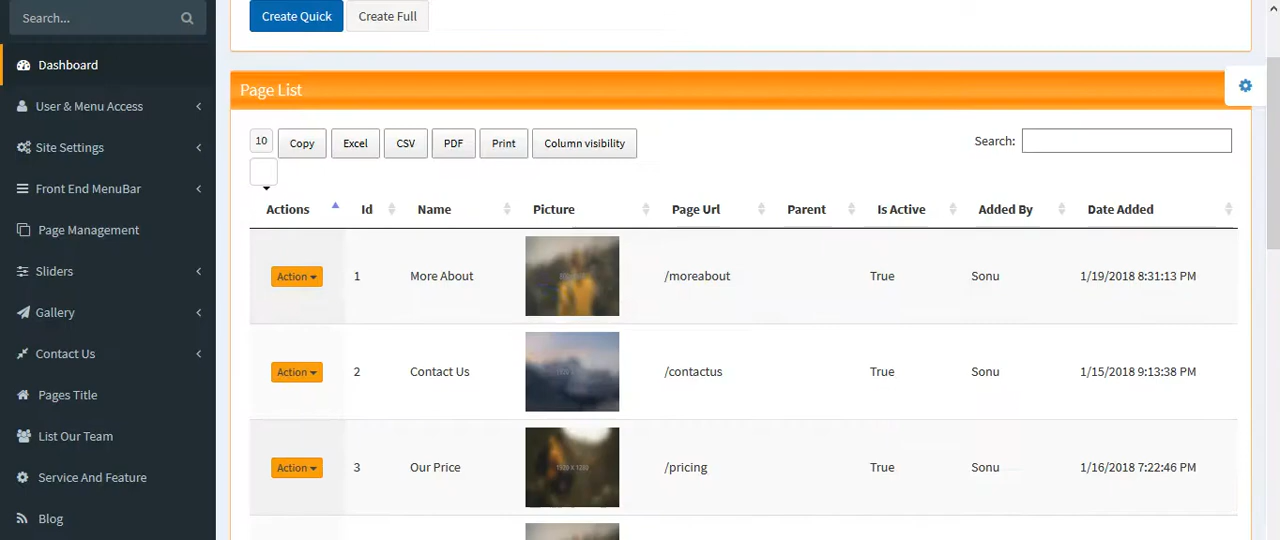 Search...
Dashboard
User & Menu Access
Site Settings
Front End MenuBar
Page Management
Sliders
Gallery
Contact Us
Pages Title
List Our Team
Service And Feature
Blog
Create Quick Create Full
Page List
10 Copy Excel CSV PDF Print Column visibility Search:
Actions Id Name Picture Page Url Parent Is Active Added By Date Added
Action 1 More About /moreabout True Sonu 1/19/2018 8:31:13 PM
Action 2 Contact Us /contactus True Sonu 1/15/2018 9:13:38 PM
Action 3 Our Price 1920 X 1280 /pricing True Sonu 1/16/2018 7:22:46 PM